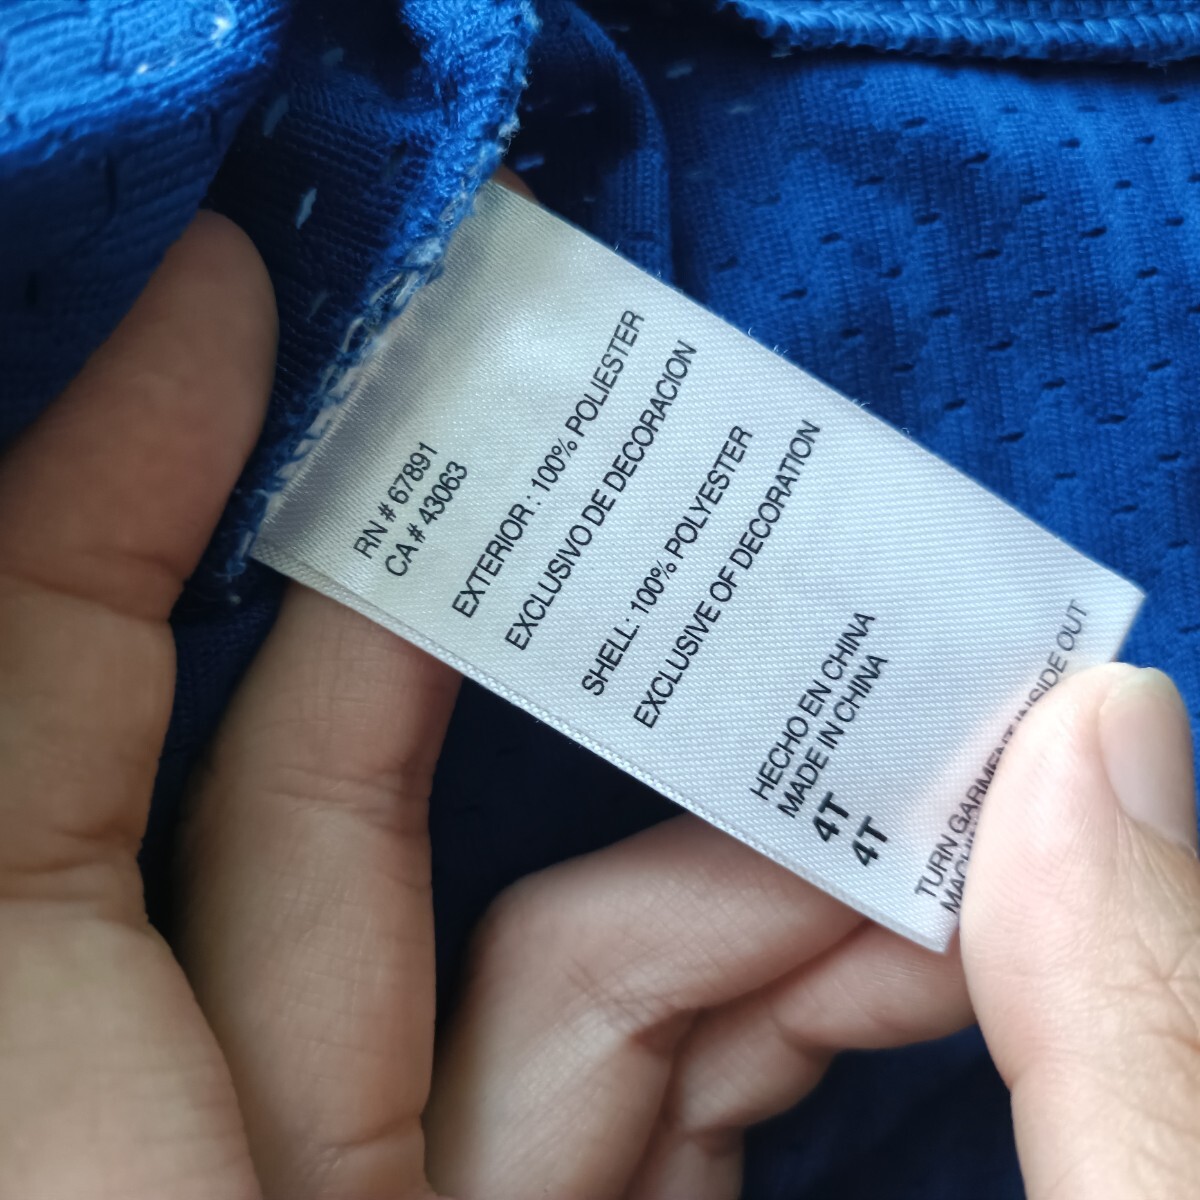 RN # 67891
CA # 43063
EXTERIOR : 100% POLIESTER
EXCLUSIVO DE DECORACION
SHELL: 100% POLYESTER
EXCLUSIVE OF DECORATION
HECHO EN CHINA
MADE IN CHINA
4T
4T
TURN GARMENT INSIDE OUT